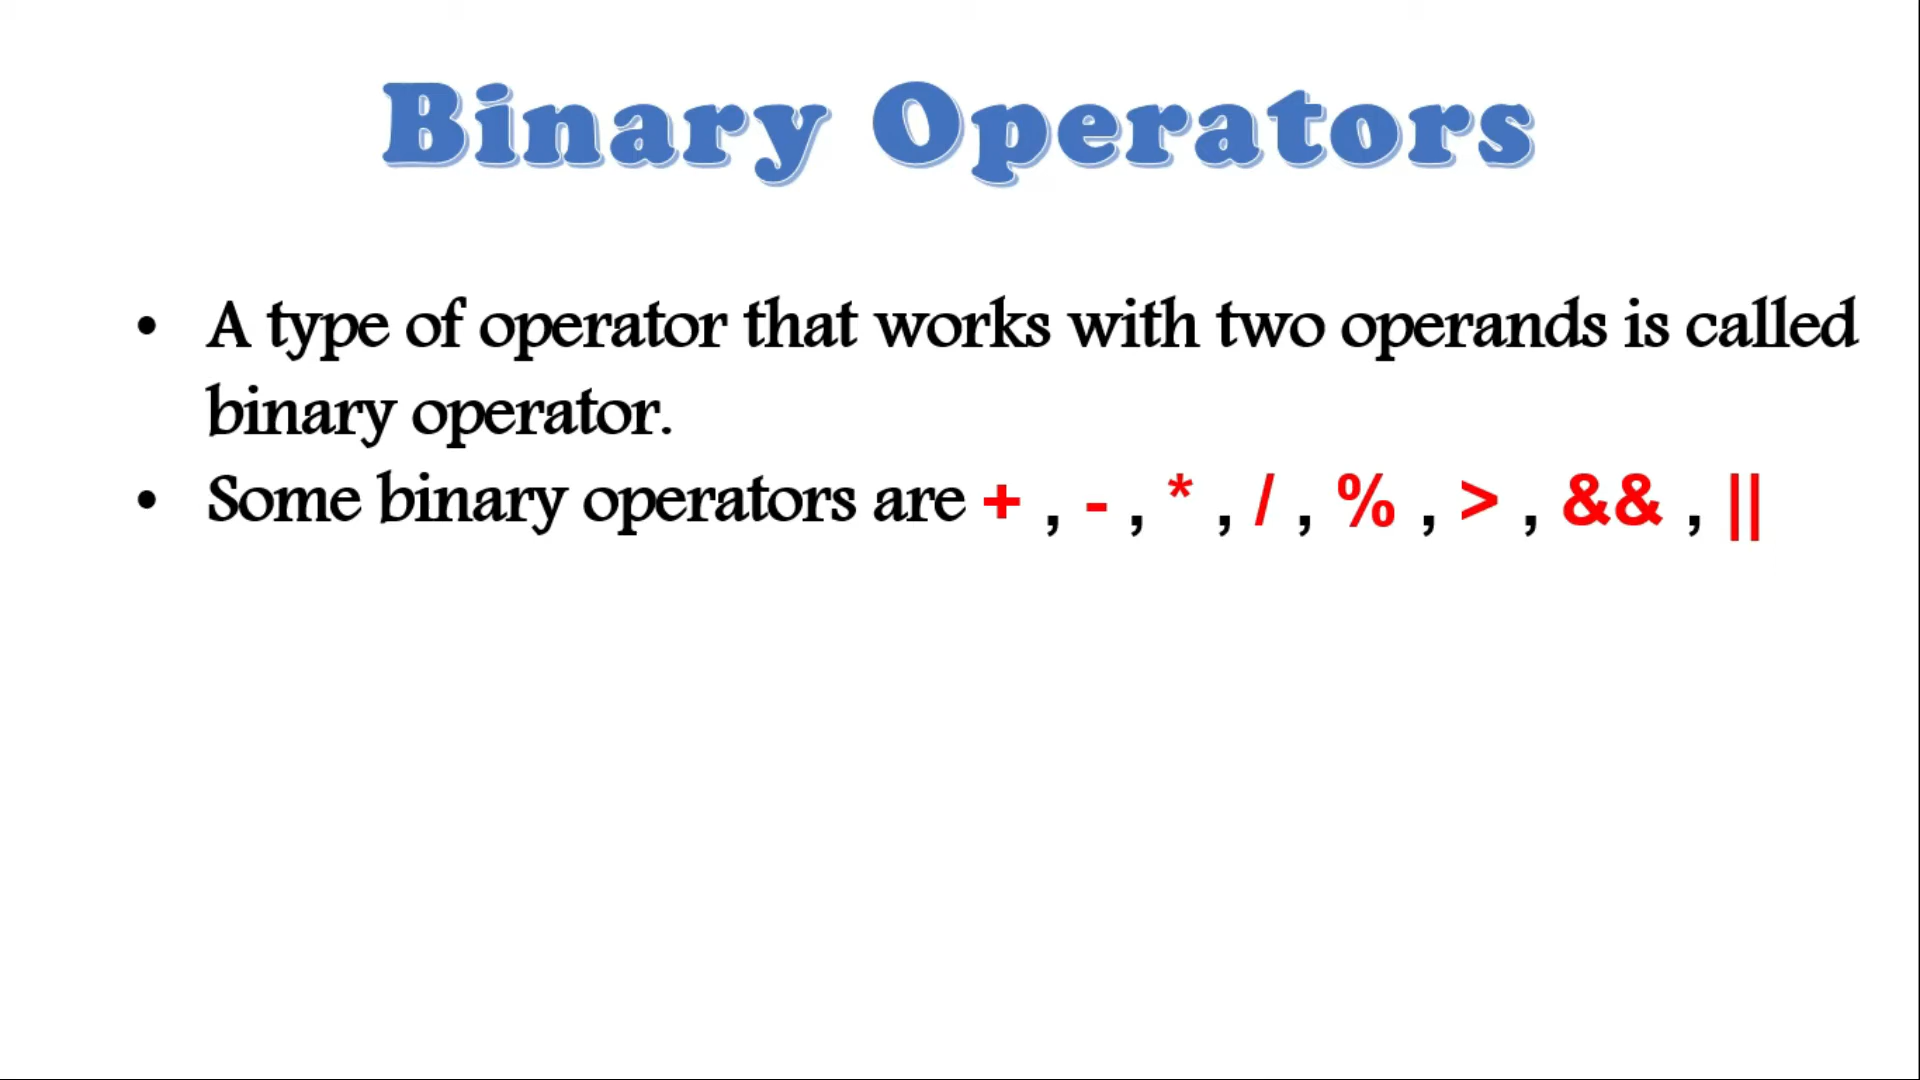 Binary Operators
• A type of operator that works with two operands is called
binary operator.
• Some binary operators are + , - , * , / , % , > , && , ||